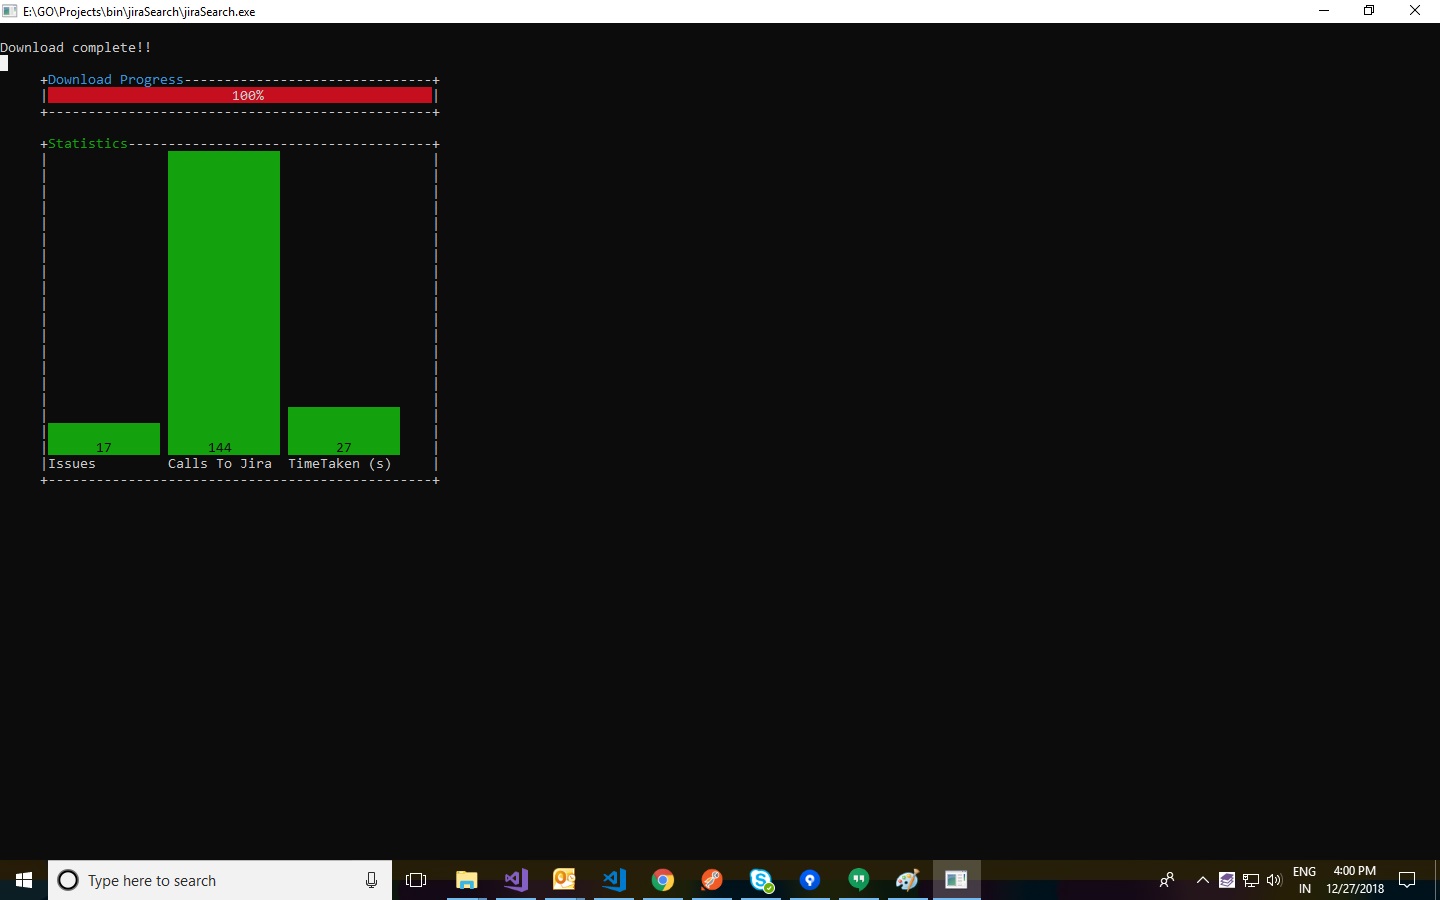 E:\GO\Projects\bin\jiraSearch\jiraSearch.exe
Download complete!!
+Download Progress-------------------------------+
| 100% |
+------------------------------------------------+
+Statistics--------------------------------------+
17 144 27
|Issues Calls To Jira TimeTaken (s) |
+------------------------------------------------+
Type here to search
ENG 4:00 PM
IN 12/27/2018